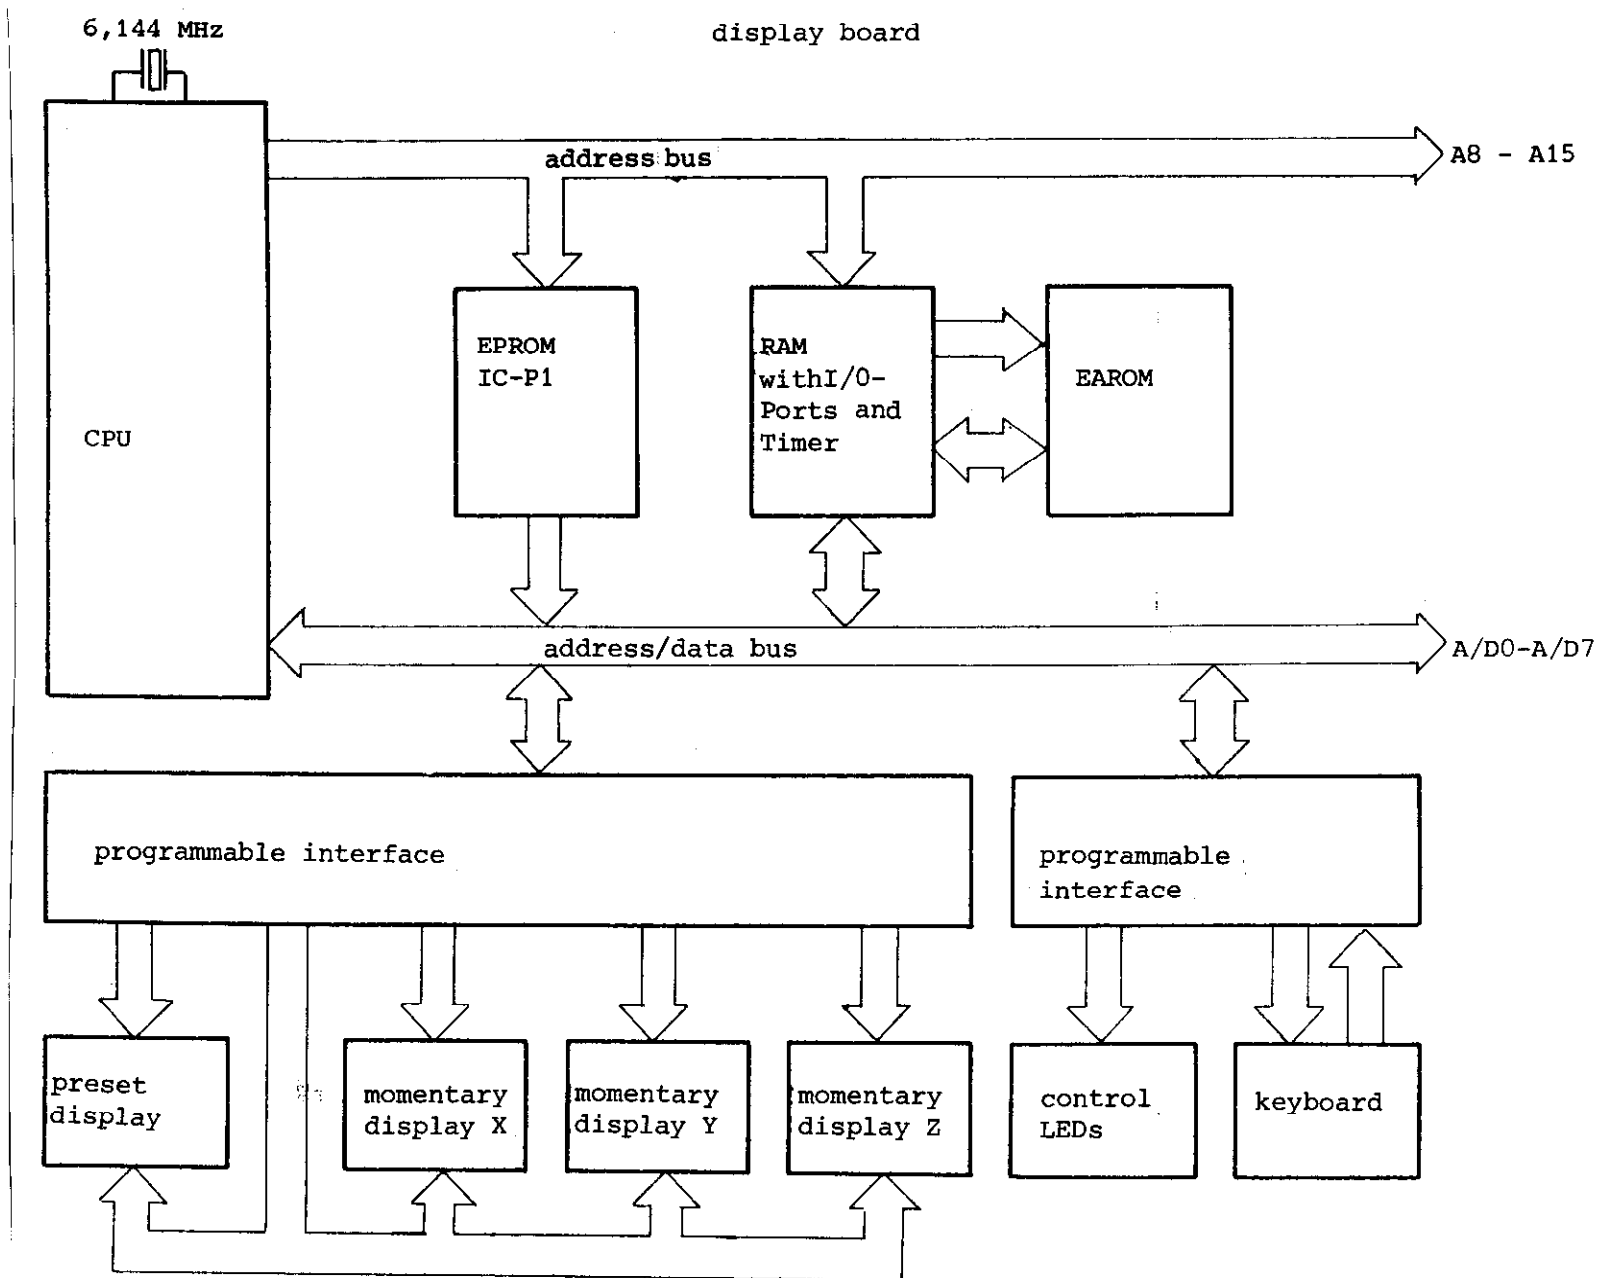 6,144 MHz
display board
address bus
A8 - A15
EPROM
IC-P1
RAM
withI/O-
Ports and
Timer
EAROM
CPU
address/data bus
A/D0-A/D7
programmable interface
programmable
interface
preset
display
momentary
display X
momentary
display Y
momentary
display Z
control
LEDs
keyboard